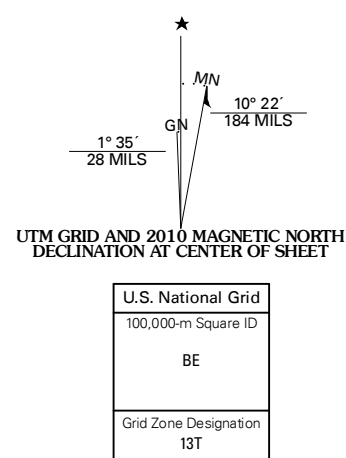 ★
MN
GN
10° 22´
184 MILS
1° 35´
28 MILS
UTM GRID AND 2010 MAGNETIC NORTH
DECLINATION AT CENTER OF SHEET
U.S. National Grid
100,000-m Square ID
BE
Grid Zone Designation
13T